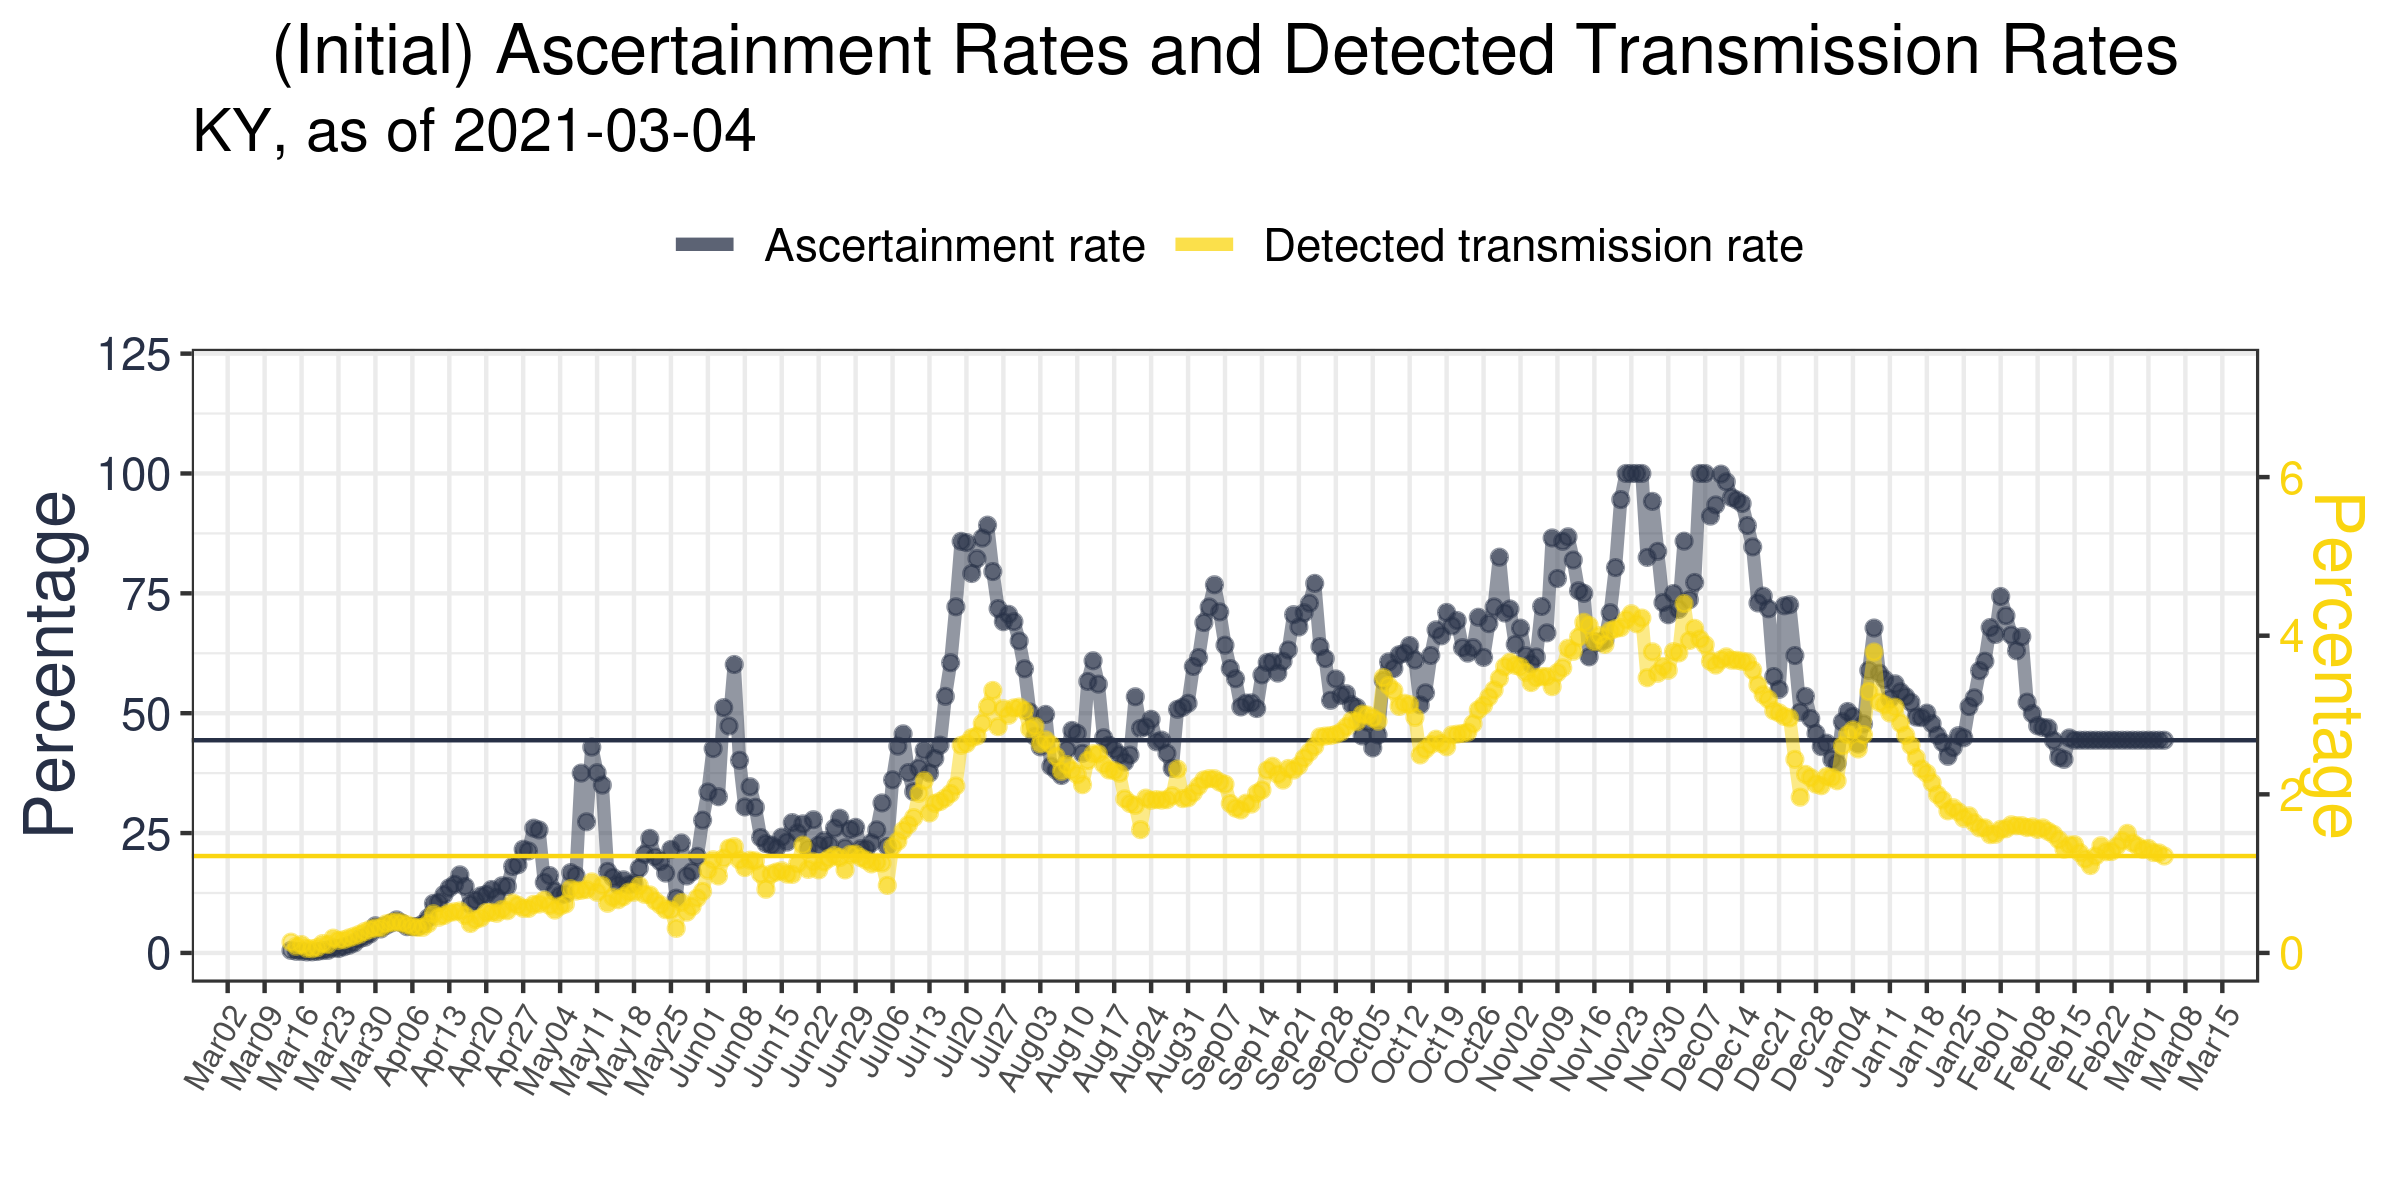 (Initial) Ascertainment Rates and Detected Transmission Rates
KY, as of 2021-03-04
Ascertainment rate
Detected transmission rate
125
100
75
50
25
0
Percentage
6
4
2
0
Percentage
Mar02
Mar09
Mar16
Mar23
Mar30
Apr06
Apr13
Apr20
Apr27
May04
May11
May18
May25
Jun01
Jun08
Jun15
Jun22
Jun29
Jul06
Jul13
Jul20
Jul27
Aug03
Aug10
Aug17
Aug24
Aug31
Sep07
Sep14
Sep21
Sep28
Oct05
Oct12
Oct19
Oct26
Nov02
Nov09
Nov16
Nov23
Nov30
Dec07
Dec14
Dec21
Dec28
Jan04
Jan11
Jan18
Jan25
Feb01
Feb08
Feb15
Feb22
Mar01
Mar08
Mar15